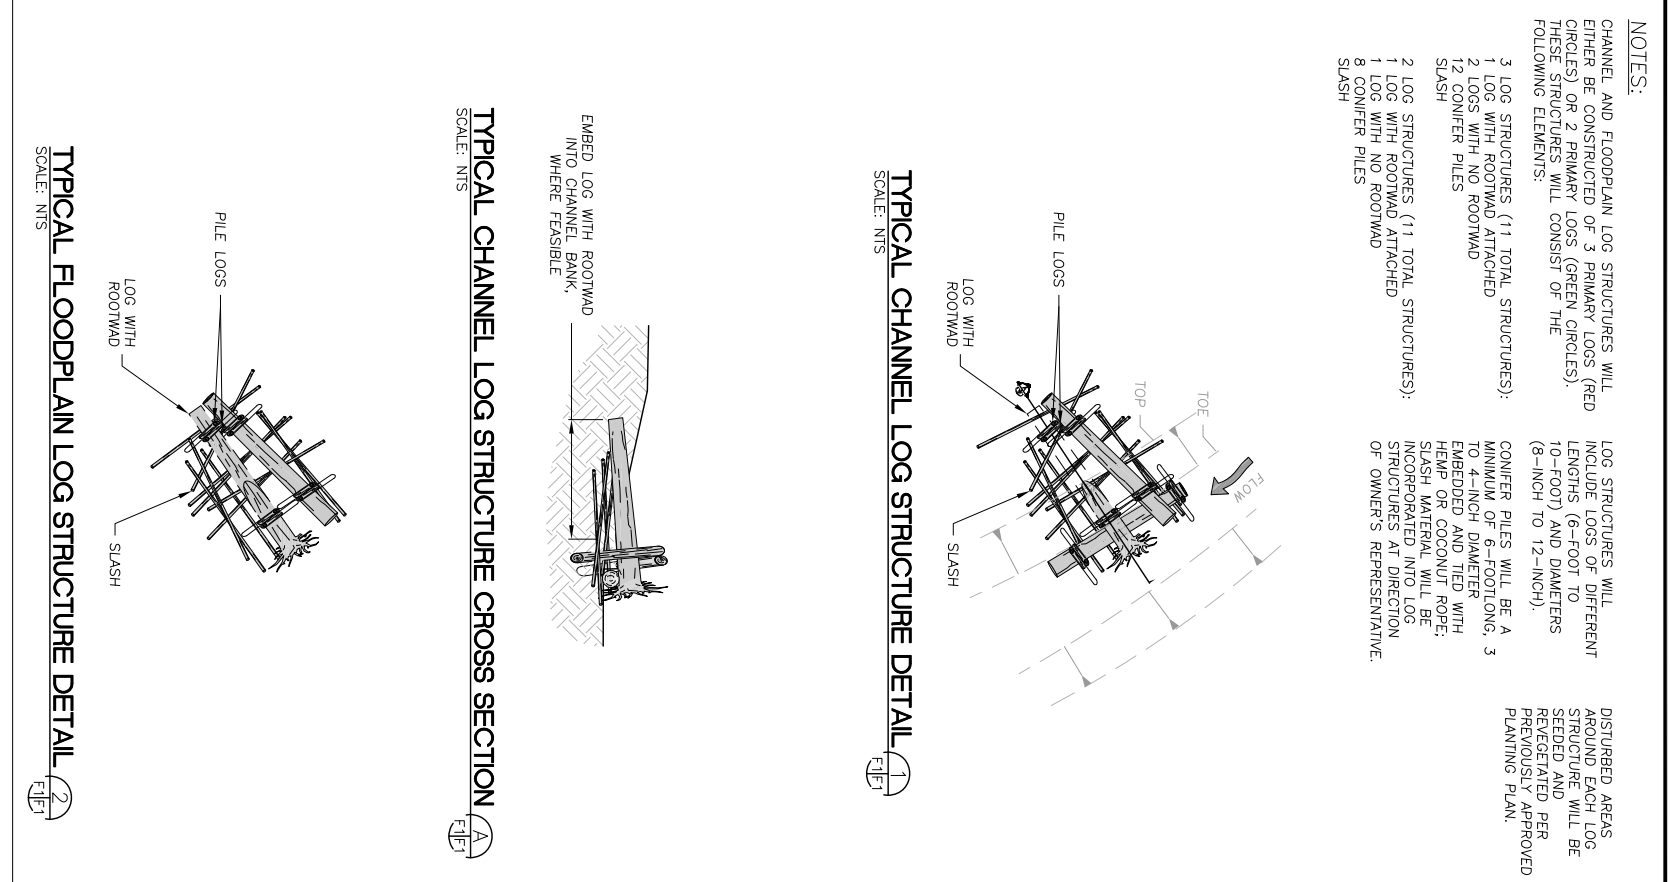 NOTES:
CHANNEL AND FLOODPLAIN LOG STRUCTURES WILL
EITHER BE CONSTRUCTED OF 3 PRIMARY LOGS (RED
CIRCLES) OR 2 PRIMARY LOGS (GREEN CIRCLES).
THESE STRUCTURES WILL CONSIST OF THE
FOLLOWING ELEMENTS:
3 LOG STRUCTURES (11 TOTAL STRUCTURES):
1 LOG WITH ROOTWAD ATTACHED
2 LOGS WITH NO ROOTWAD
12 CONIFER PILES
SLASH
2 LOG STRUCTURES (11 TOTAL STRUCTURES):
1 LOG WITH ROOTWAD ATTACHED
1 LOG WITH NO ROOTWAD
8 CONIFER PILES
SLASH
LOG STRUCTURES WILL
INCLUDE LOGS OF DIFFERENT
LENGTHS (6-FOOT TO
10-FOOT) AND DIAMETERS
(8-INCH TO 12-INCH).
CONIFER PILES WILL BE A
MINIMUM OF 6-FOOTLONG, 3
TO 4-INCH DIAMETER
EMBEDDED AND TIED WITH
HEMP OR COCONUT ROPE;
SLASH MATERIAL WILL BE
INCORPORATED INTO LOG
STRUCTURES AT DIRECTION
OF OWNER'S REPRESENTATIVE.
DISTURBED AREAS
AROUND EACH LOG
STRUCTURE WILL BE
SEEDED AND
REVEGETATED PER
PREVIOUSLY APPROVED
PLANTING PLAN.
FLOW
TOE
TOP
PILE LOGS
LOG WITH
ROOTWAD
SLASH
TYPICAL CHANNEL LOG STRUCTURE DETAIL
SCALE: NTS
1
F1 F1
EMBED LOG WITH ROOTWAD
INTO CHANNEL BANK,
WHERE FEASIBLE
TYPICAL CHANNEL LOG STRUCTURE CROSS SECTION
SCALE: NTS
A
F1 F1
PILE LOGS
LOG WITH
ROOTWAD
SLASH
TYPICAL FLOODPLAIN LOG STRUCTURE DETAIL
SCALE: NTS
2
F1 F1